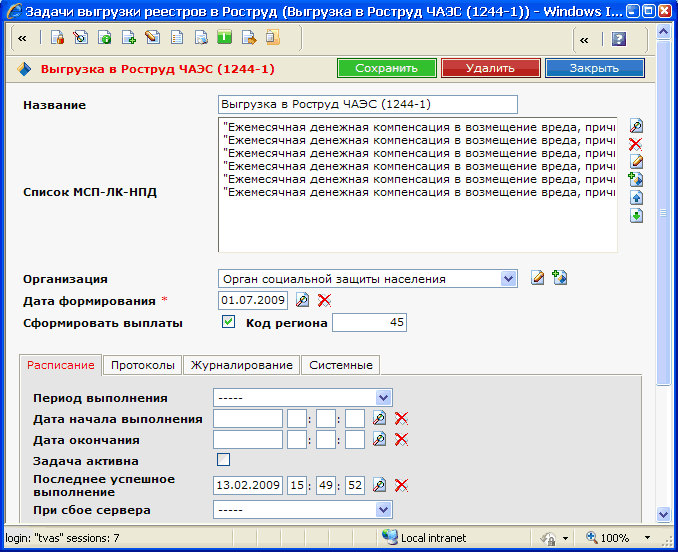 Задачи выгрузки реестров в Роструд (Выгрузка в Роструд ЧАЭС (1244-1)) - Windows I...
« T « ?
Выгрузка в Роструд ЧАЭС (1244-1) Сохранить Удалить Закрыть
Название Выгрузка в Роструд ЧАЭС (1244-1)
"Ежемесячная денежная компенсация в возмещение вреда, причи
"Ежемесячная денежная компенсация в возмещение вреда, причи
"Ежемесячная денежная компенсация в возмещение вреда, причи
"Ежемесячная денежная компенсация в возмещение вреда, причи
"Ежемесячная денежная компенсация в возмещение вреда, причи
"Ежемесячная денежная компенсация в возмещение вреда, причи
Список МСП-ЛК-НПД
Организация Орган социальной защиты населения
Дата формирования * 01.07.2009
Сформировать выплаты Код региона 45
Расписание Протоколы Журналирование Системные
Период выполнения -----
Дата начала выполнения : : :
Дата окончания : : :
Задача активна
Последнее успешное
выполнение 13.02.2009 15 : 49 : 52
При сбое сервера -----
login: "tvas" sessions: 7 Local intranet 100%